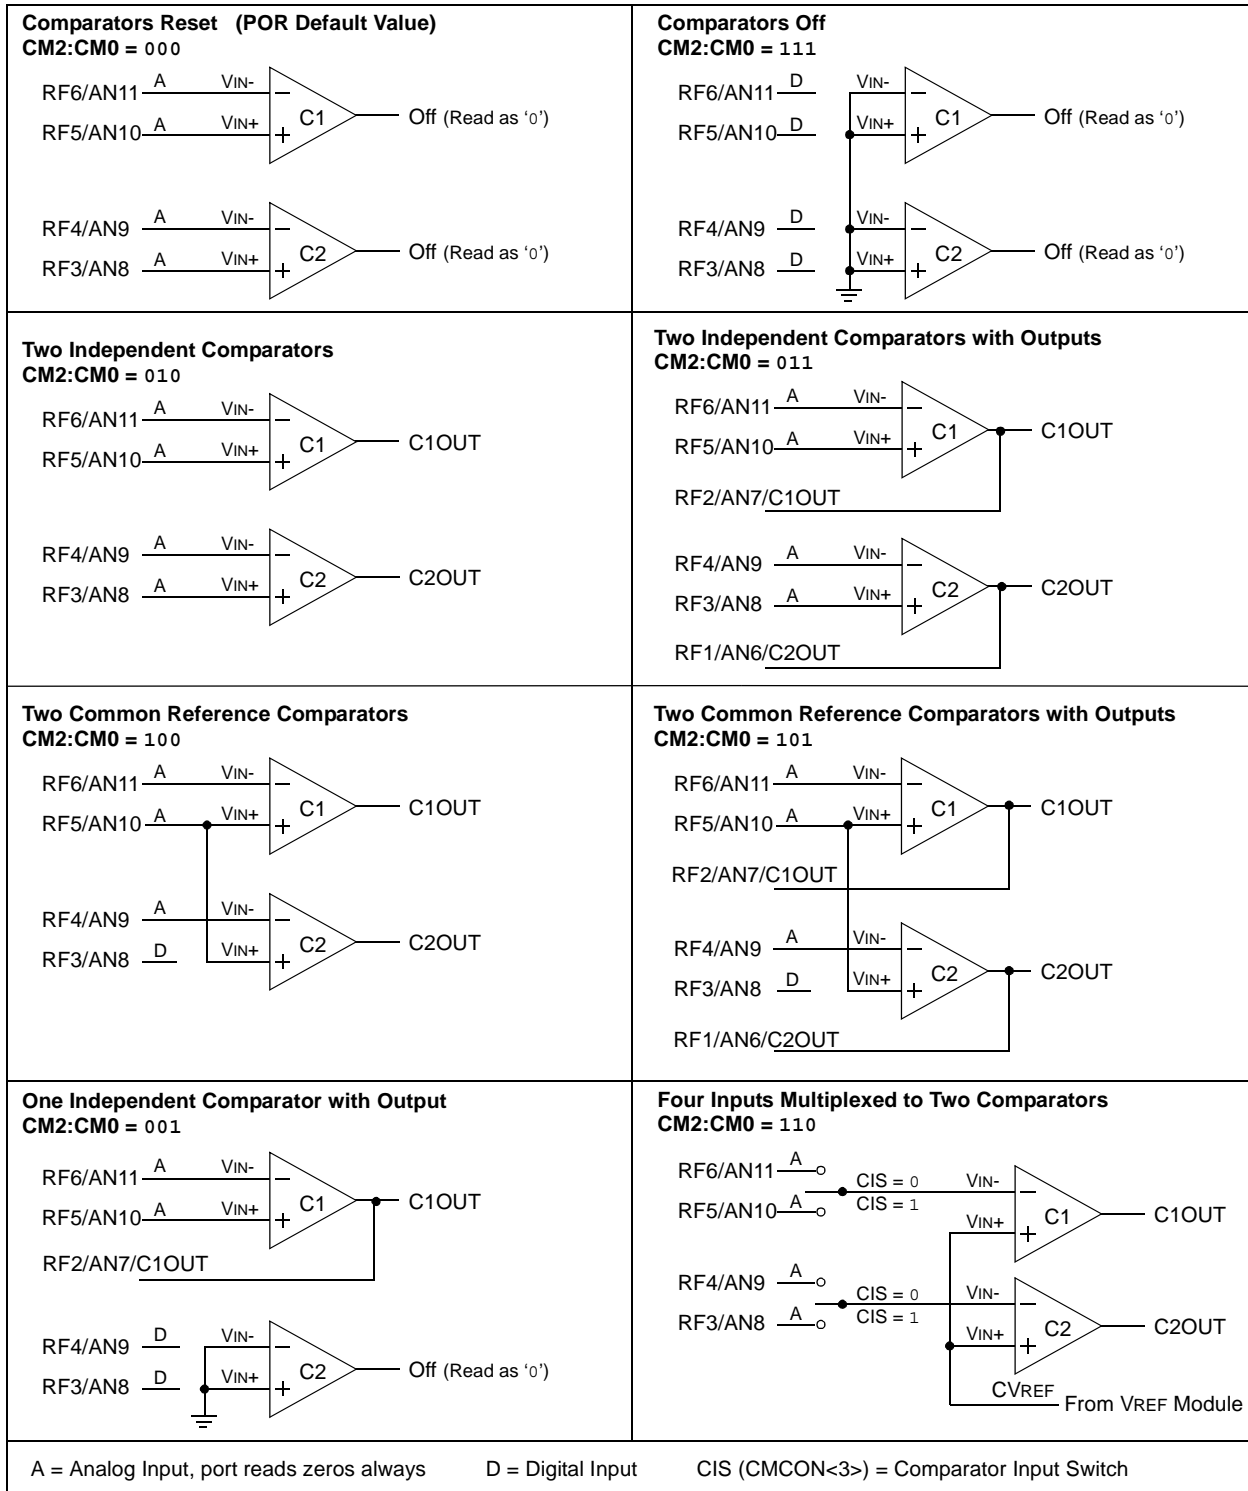 Comparators Reset (POR Default Value)
CM2:CM0 = 000
RF6/AN11 A VIN-
RF5/AN10 A VIN+
C1
Off (Read as ‘0’)
RF4/AN9 A VIN-
RF3/AN8 A VIN+
C2
Off (Read as ‘0’)
Comparators Off
CM2:CM0 = 111
RF6/AN11 D VIN-
RF5/AN10 D VIN+
C1
Off (Read as ‘0’)
RF4/AN9 D VIN-
RF3/AN8 D VIN+
C2
Off (Read as ‘0’)
Two Independent Comparators
CM2:CM0 = 010
RF6/AN11 A VIN-
RF5/AN10 A VIN+
C1
C1OUT
RF4/AN9 A VIN-
RF3/AN8 A VIN+
C2
C2OUT
Two Independent Comparators with Outputs
CM2:CM0 = 011
RF6/AN11 A VIN-
RF5/AN10 A VIN+
C1
C1OUT
RF2/AN7/C1OUT
RF4/AN9 A VIN-
RF3/AN8 A VIN+
C2
C2OUT
RF1/AN6/C2OUT
Two Common Reference Comparators
CM2:CM0 = 100
RF6/AN11 A VIN-
RF5/AN10 A VIN+
C1
C1OUT
RF4/AN9 A VIN-
RF3/AN8 D VIN+
C2
C2OUT
Two Common Reference Comparators with Outputs
CM2:CM0 = 101
RF6/AN11 A VIN-
RF5/AN10 A VIN+
C1
C1OUT
RF2/AN7/C1OUT
RF4/AN9 A VIN-
RF3/AN8 D VIN+
C2
C2OUT
RF1/AN6/C2OUT
One Independent Comparator with Output
CM2:CM0 = 001
RF6/AN11 A VIN-
RF5/AN10 A VIN+
C1
C1OUT
RF2/AN7/C1OUT
RF4/AN9 D VIN-
RF3/AN8 D VIN+
C2
Off (Read as ‘0’)
Four Inputs Multiplexed to Two Comparators
CM2:CM0 = 110
RF6/AN11 A
CIS = 0 VIN-
RF5/AN10 A
CIS = 1
VIN+
C1
C1OUT
RF4/AN9 A
CIS = 0 VIN-
RF3/AN8 A
CIS = 1
VIN+
C2
C2OUT
CVREF
From VREF Module
A = Analog Input, port reads zeros always D = Digital Input CIS (CMCON<3>) = Comparator Input Switch